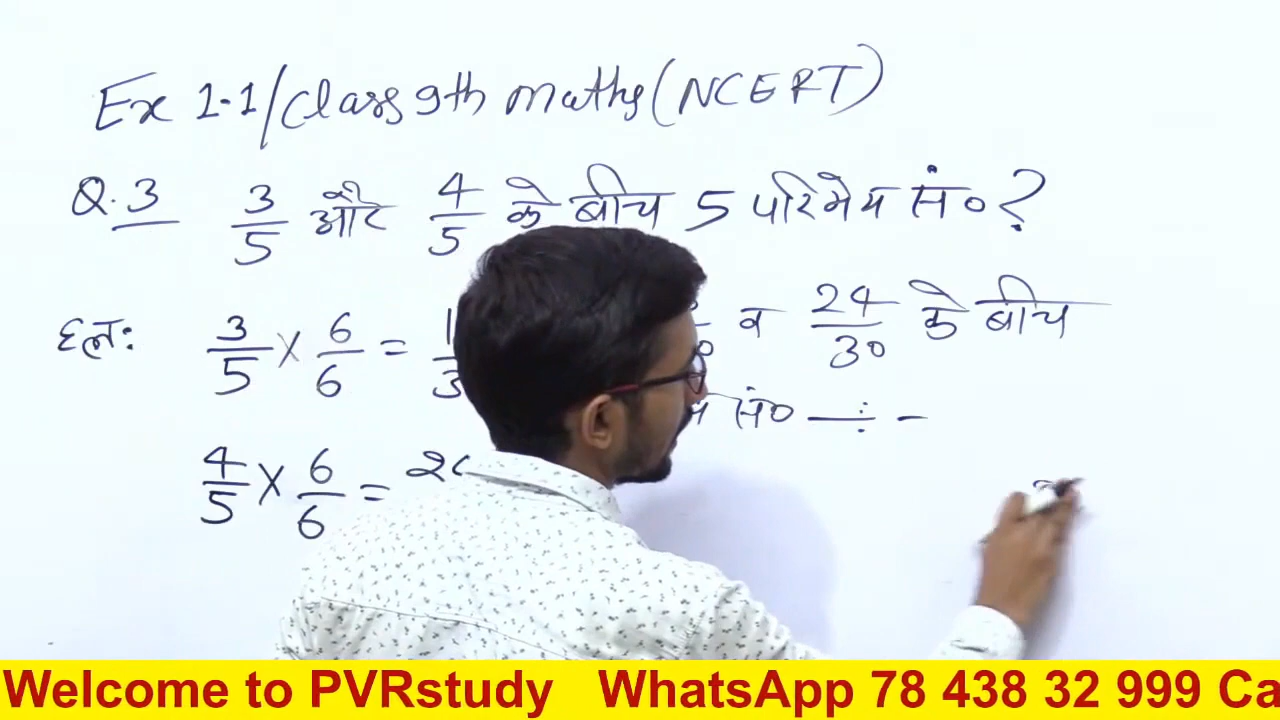 Ex 1.1/Class 9th maths (NCERT)
Q.3 3/5 और 4/5 के बीच 5 परिमेय सं० ?
हल: 3/5 × 6/6 = व 24/30 के बीच
सं० ÷ -
4/5 × 6/6 =
Welcome to PVRstudy WhatsApp 78 438 32 999 Ca